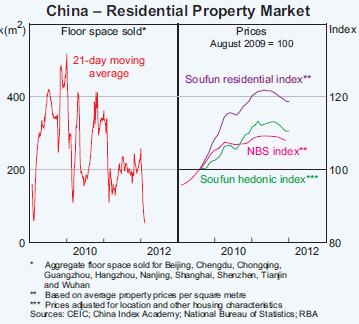 China – Residential Property Market
k(m²) Floor space sold* Prices Index
August 2009 = 100
21-day moving
average
Soufun residential index**
400 120
NBS index**
200 100
Soufun hedonic index***
0 80
2010 2012 2010 2012
* Aggregate floor space sold for Beijing, Chengdu, Chongqing,
Guangzhou, Hangzhou, Nanjing, Shanghai, Shenzhen, Tianjin
and Wuhan
** Based on average property prices per square metre
*** Prices adjusted for location and other housing characteristics
Sources: CEIC; China Index Academy; National Bureau of Statistics; RBA